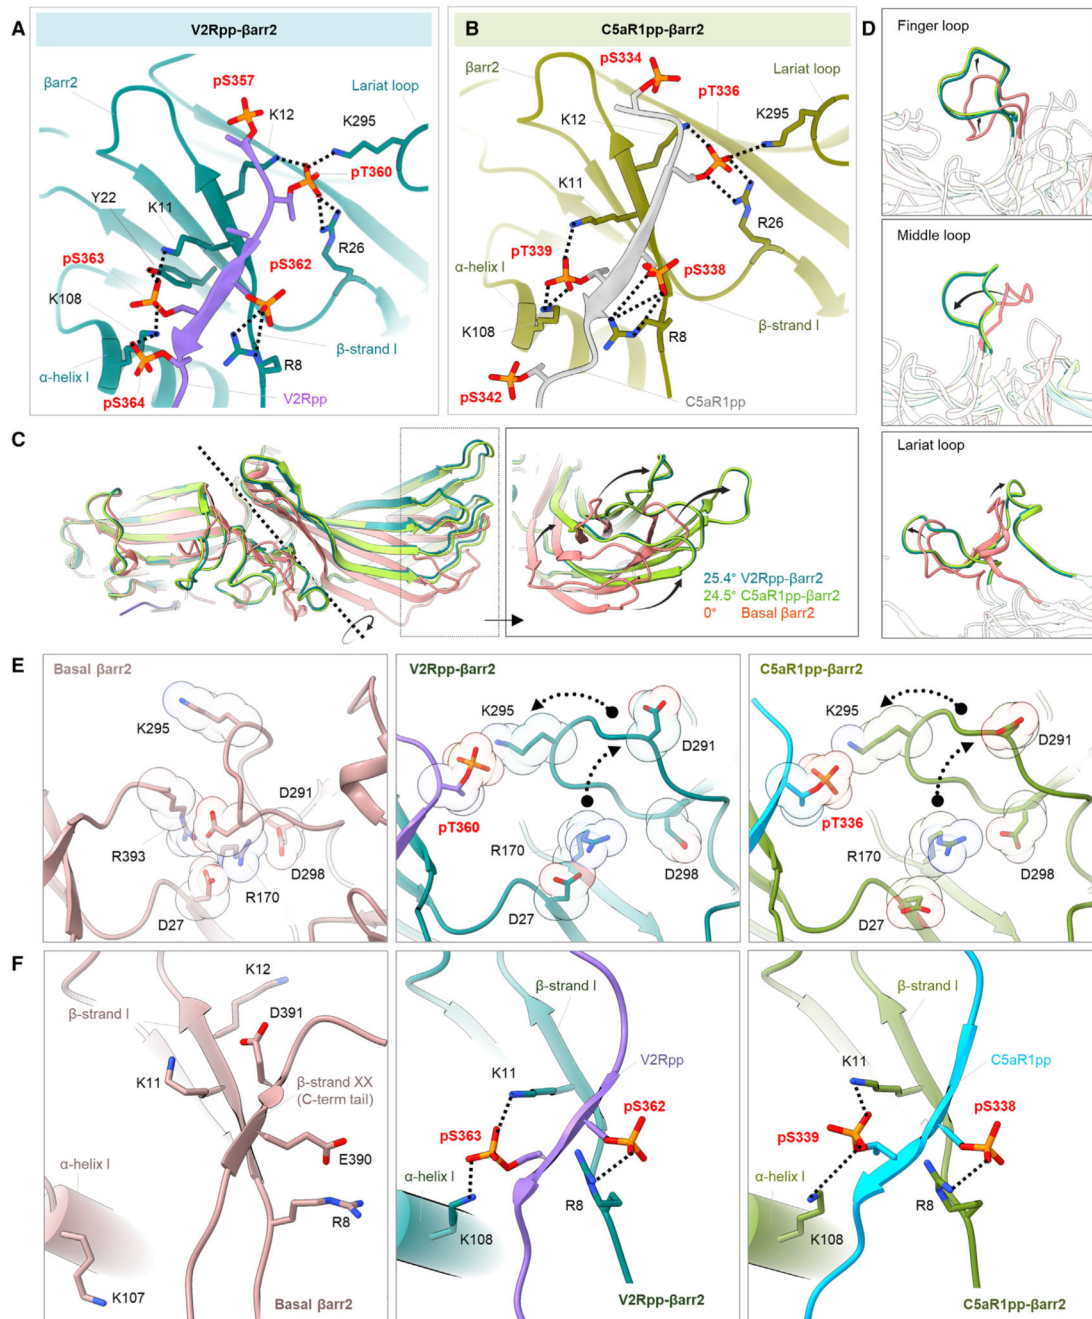 A
V2Rpp-βarr2
βarr2
pS357
Lariat loop
K12
K295
pT360
Y22
K11
pS363
pS362
R26
K108
α-helix I
β-strand I
R8
pS364
V2Rpp
B
C5aR1pp-βarr2
pS334
βarr2
Lariat loop
pT336
K12
K295
K11
R26
pT339
pS338
α-helix I
K108
β-strand I
R8
pS342
C5aR1pp
D
Finger loop
Middle loop
Lariat loop
C
25.4° V2Rpp-βarr2
24.5° C5aR1pp-βarr2
0° Basal βarr2
E
Basal βarr2
K295
D291
R393
D298
R170
D27
V2Rpp-βarr2
K295
D291
pT360
R170
D298
D27
C5aR1pp-βarr2
K295
D291
pT336
R170
D298
D27
F
K12
β-strand I
D391
K11
β-strand XX
(C-term tail)
E390
α-helix I
R8
K107
Basal βarr2
β-strand I
K11
V2Rpp
pS362
pS363
α-helix I
R8
K108
V2Rpp-βarr2
β-strand I
K11
C5aR1pp
pS338
pS339
α-helix I
R8
K108
C5aR1pp-βarr2